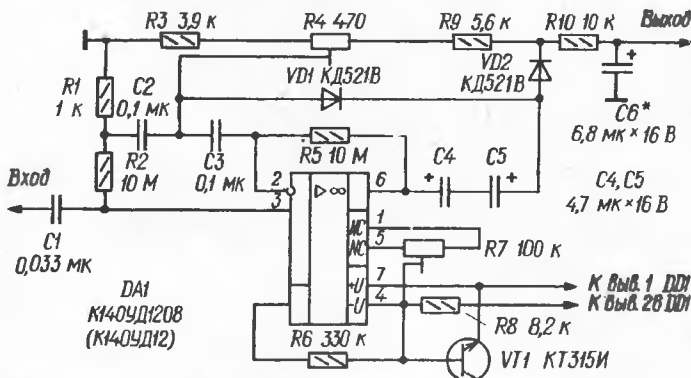 R3 3,9 к
R4 470
R9 5,6 к
R10 10 к
Выход
R1
1 к
C2
0,1 мк
VD1 КД521В
VD2
КД521В
C6*
6,8 мк×16 В
R2
10 М
C3
0,1 мк
R5 10 М
C4
C5
C4, C5
4,7 мк×16 В
Вход
C1
0,033 мк
2
3
▷ ∞
6
1
NC
5
NC
7
+U
4
-U
R7 100 к
DA1
К140УД1208
(К140УД12)
К выв. 1 DD1
К выв. 26 DD1
R8 8,2 к
R6 330 к
VT1 КТ315И